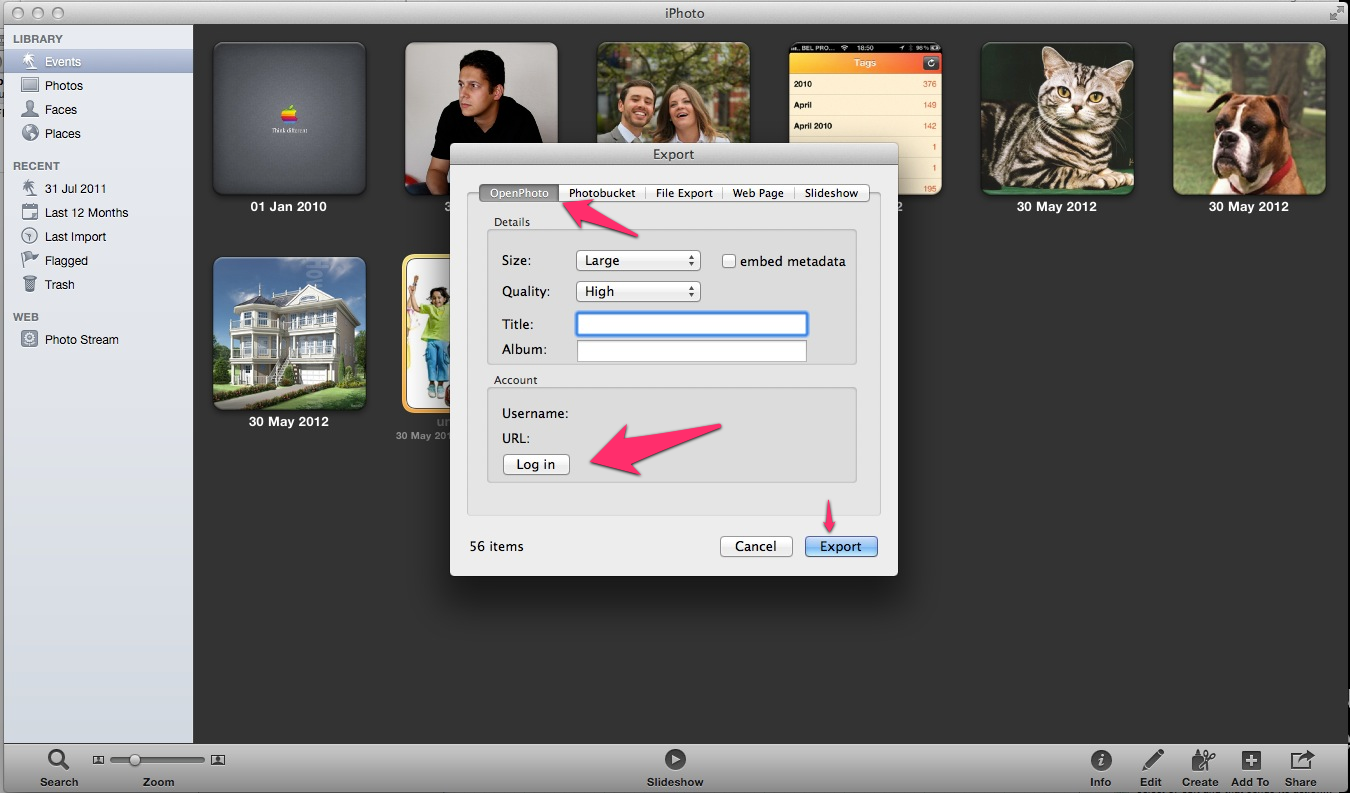 iPhoto
LIBRARY
Events
Photos
Faces
Places
RECENT
31 Jul 2011
Last 12 Months
Last Import
Flagged
Trash
WEB
Photo Stream
Think different
01 Jan 2010
BEL PRO... 18:50 96%
Tags
2010 376
April 149
April 2010 142
1
1
195
30 May 2012
30 May 2012
30 May 2012
30 May 201
Export
OpenPhoto Photobucket File Export Web Page Slideshow
Details
Size: Large embed metadata
Quality: High
Title:
Album:
Account
Username:
URL:
Log in
56 items Cancel Export
Search Zoom Slideshow Info Edit Create Add To Share